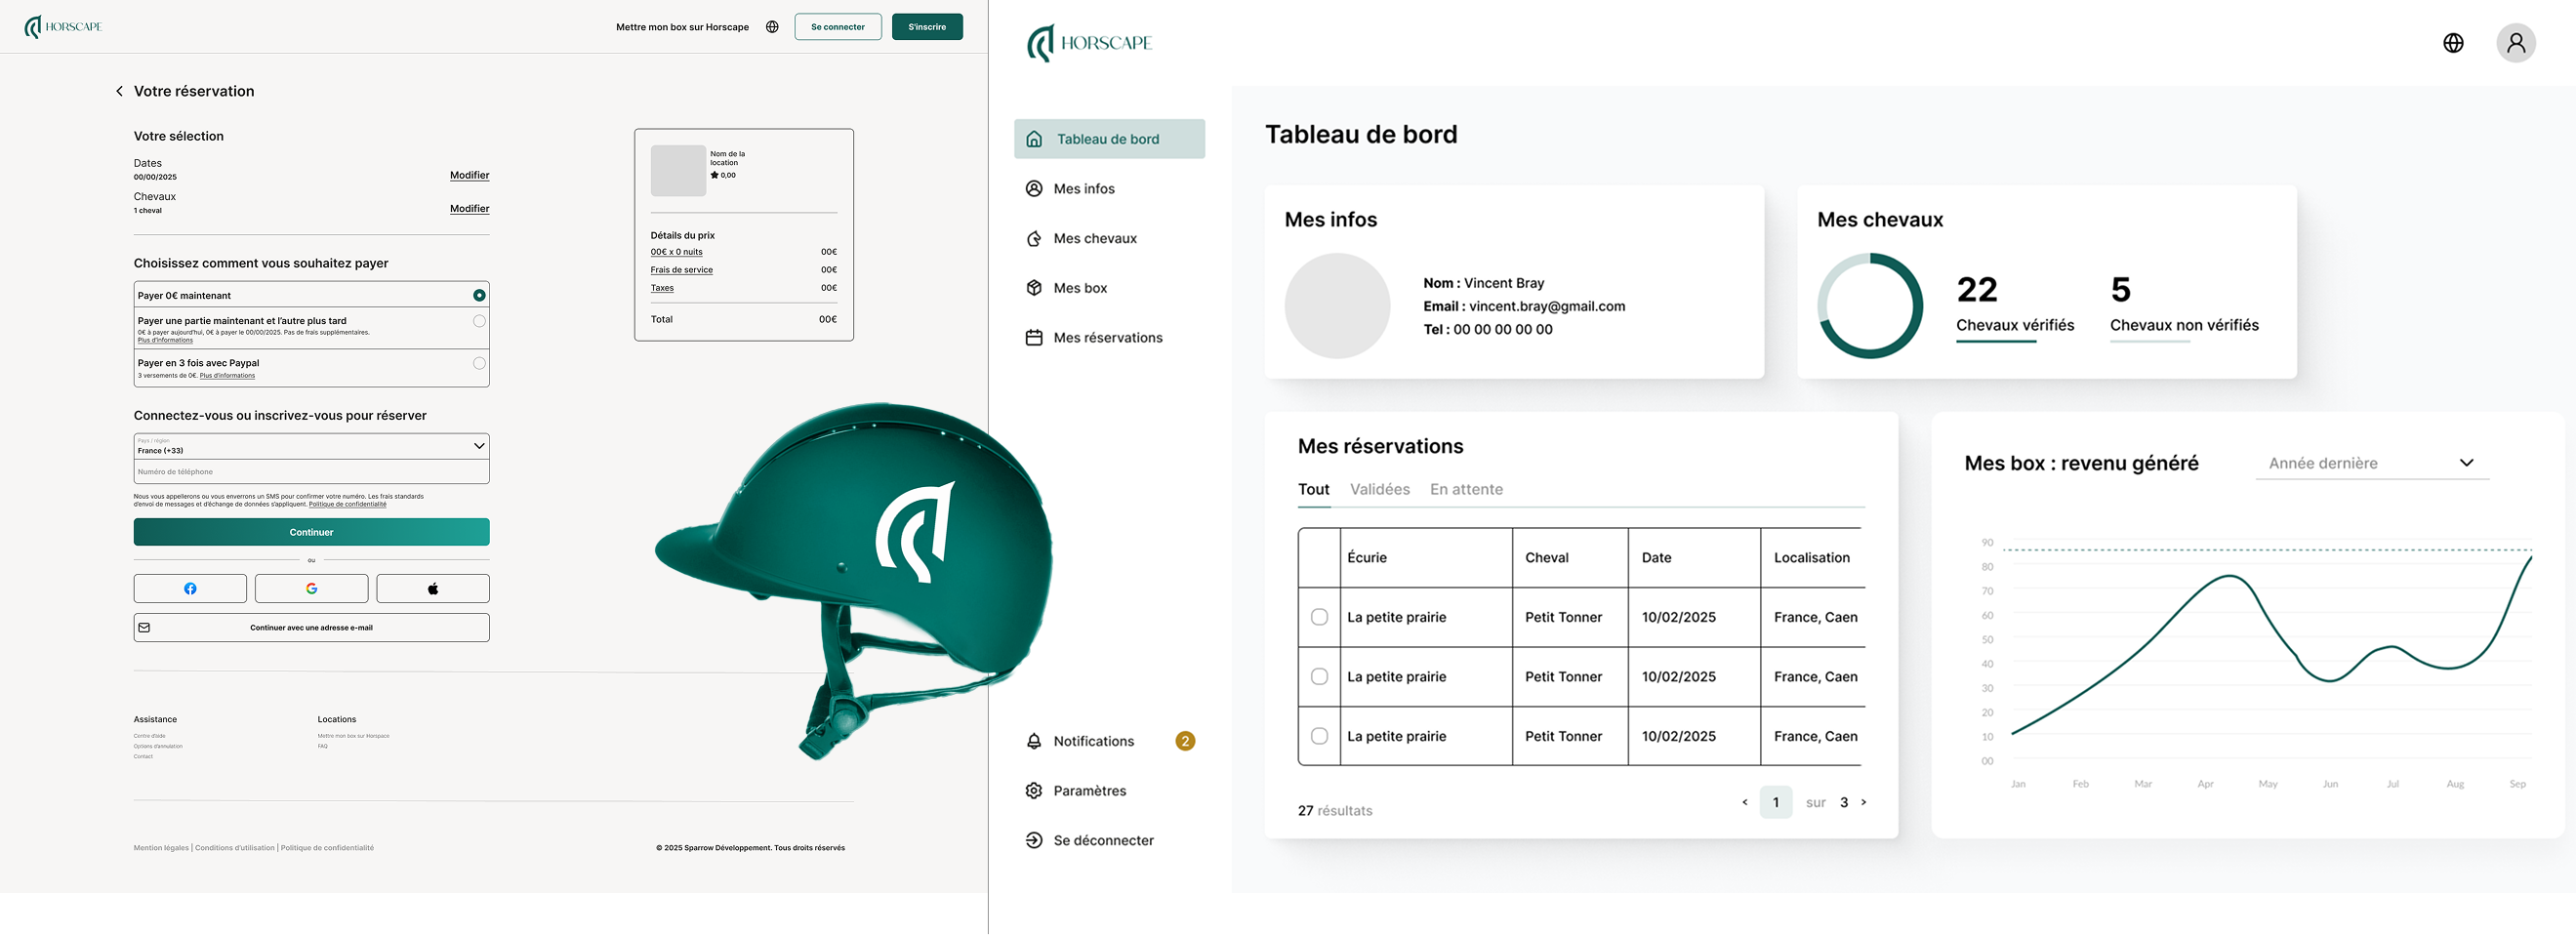 HORSCAPE
Mettre mon box sur Horscape
Se connecter
S'inscrire
Votre réservation
Votre sélection
Dates
00/00/2025
Modifier
Chevaux
1 cheval
Modifier
Choisissez comment vous souhaitez payer
Payer 0€ maintenant
Payer une partie maintenant et l'autre plus tard
0€ à payer aujourd'hui, 0€ à payer le 00/00/2025. Pas de frais supplémentaires.
Plus d'informations
Payer en 3 fois avec Paypal
3 versements de 0€. Plus d'informations
Connectez-vous ou inscrivez-vous pour réserver
Pays / région
France (+33)
Numéro de téléphone
Nous vous appellerons ou vous enverrons un SMS pour confirmer votre numéro. Les frais standards
d'envoi de messages et d'échange de données s'appliquent. Politique de confidentialité
Continuer
ou
Continuer avec une adresse e-mail
Nom de la
location
0,00
Détails du prix
00€ x 0 nuits 00€
Frais de service 00€
Taxes 00€
Total 00€
Assistance
Centre d'aide
Options d'annulation
Contact
Locations
Mettre mon box sur Horspace
FAQ
Mention légales | Conditions d'utilisation | Politique de confidentialité
© 2025 Sparrow Développement. Tous droits réservés
HORSCAPE
Tableau de bord
Mes infos
Mes chevaux
Mes box
Mes réservations
Notifications 2
Paramètres
Se déconnecter
Tableau de bord
Mes infos
Nom : Vincent Bray
Email : vincent.bray@gmail.com
Tel : 00 00 00 00 00
Mes chevaux
22
Chevaux vérifiés
5
Chevaux non vérifiés
Mes réservations
Tout Validées En attente
Écurie Cheval Date Localisation
La petite prairie Petit Tonner 10/02/2025 France, Caen
La petite prairie Petit Tonner 10/02/2025 France, Caen
La petite prairie Petit Tonner 10/02/2025 France, Caen
27 résultats
< 1 sur 3 >
Mes box : revenu généré
Année dernière
90
80
70
60
50
40
30
20
10
00
Jan Feb Mar Apr May Jun Jul Aug Sep